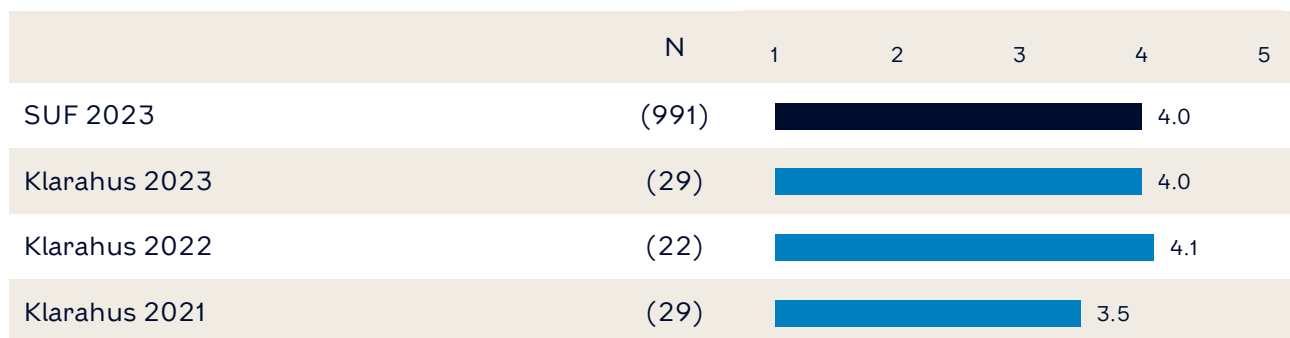 N 1 2 3 4 5
SUF 2023 (991) 4.0
Klarahus 2023 (29) 4.0
Klarahus 2022 (22) 4.1
Klarahus 2021 (29) 3.5